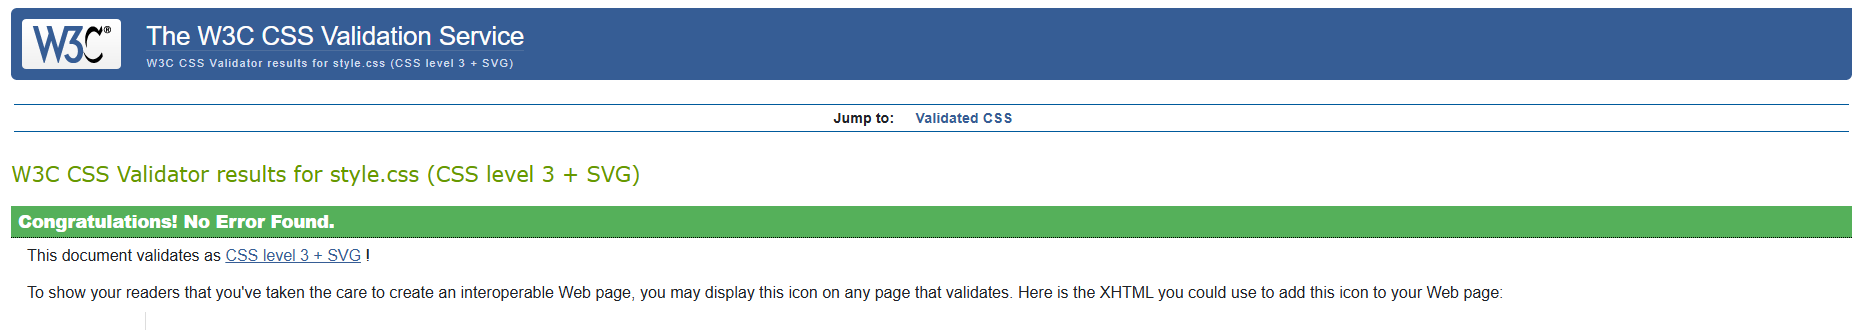 W3C®
The W3C CSS Validation Service
W3C CSS Validator results for style.css (CSS level 3 + SVG)
Jump to: Validated CSS
W3C CSS Validator results for style.css (CSS level 3 + SVG)
Congratulations! No Error Found.
This document validates as CSS level 3 + SVG !
To show your readers that you've taken the care to create an interoperable Web page, you may display this icon on any page that validates. Here is the XHTML you could use to add this icon to your Web page: